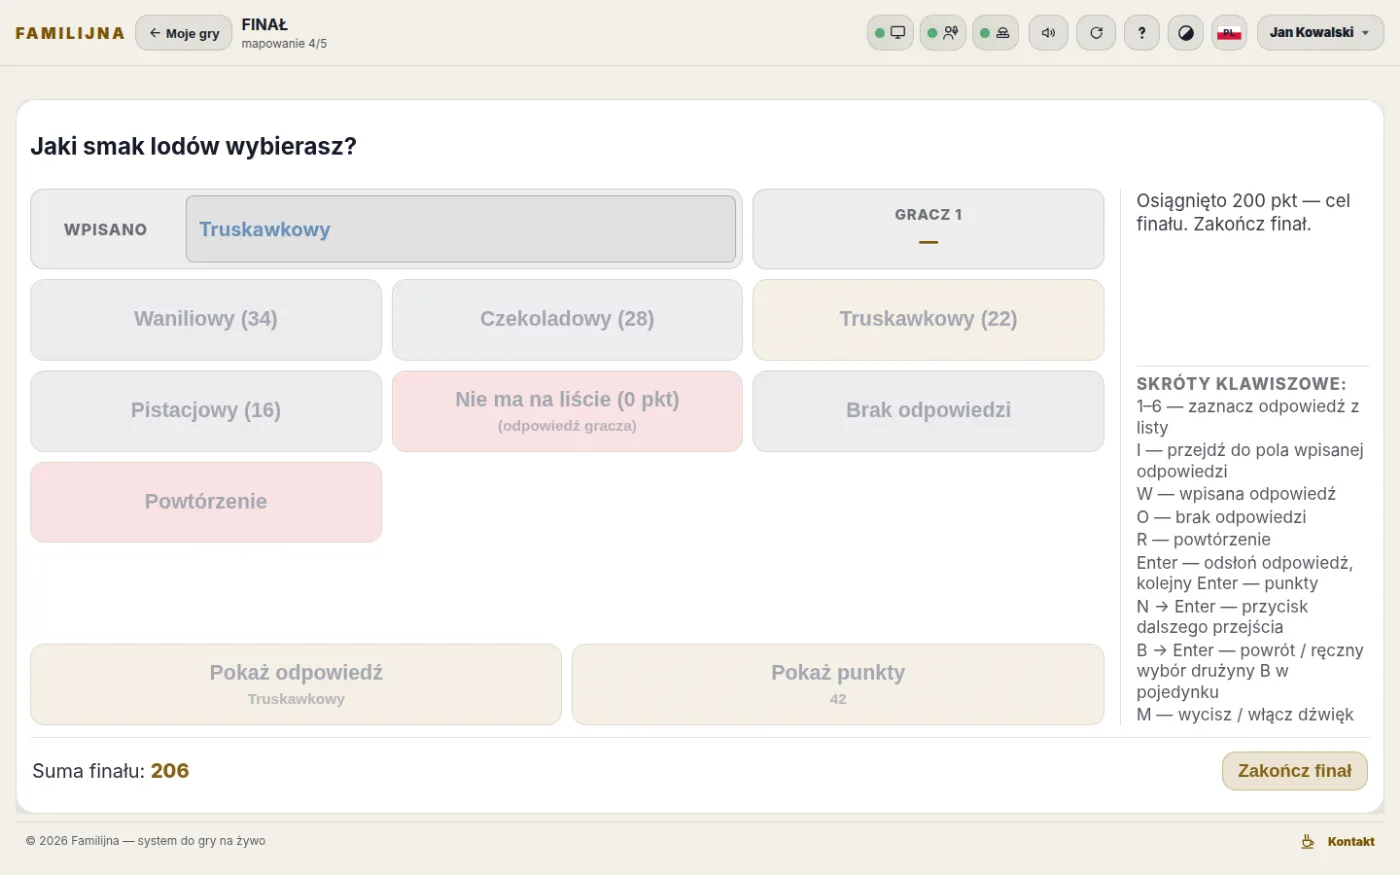 FAMILIJNA
← Moje gry
FINAŁ
mapowanie 4/5
?
PL
Jan Kowalski
Jaki smak lodów wybierasz?
WPISANO
Truskawkowy
GRACZ 1
—
Waniliowy (34)
Czekoladowy (28)
Truskawkowy (22)
Pistacjowy (16)
Nie ma na liście (0 pkt)
(odpowiedź gracza)
Brak odpowiedzi
Powtórzenie
Pokaż odpowiedź
Truskawkowy
Pokaż punkty
42
Osiągnięto 200 pkt — cel
finału. Zakończ finał.
SKRÓTY KLAWISZOWE:
1–6 — zaznacz odpowiedź z
listy
I — przejdź do pola wpisanej
odpowiedzi
W — wpisana odpowiedź
O — brak odpowiedzi
R — powtórzenie
Enter — odsłoń odpowiedź,
kolejny Enter — punkty
N → Enter — przycisk
dalszego przejścia
B → Enter — powrót / ręczny
wybór drużyny B w
pojedynku
M — wycisz / włącz dźwięk
Suma finału: 206
Zakończ finał
© 2026 Familijna — system do gry na żywo
Kontakt